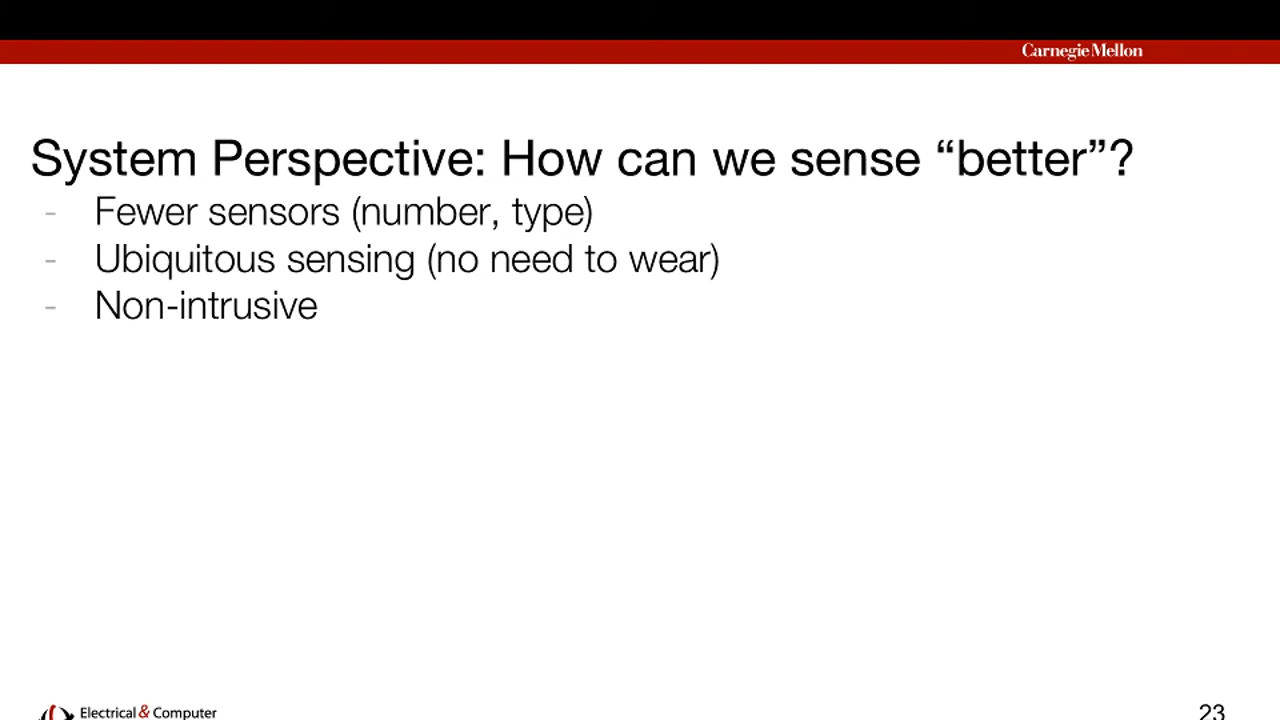 Carnegie Mellon
System Perspective: How can we sense “better”?
- Fewer sensors (number, type)
- Ubiquitous sensing (no need to wear)
- Non-intrusive
Electrical & Computer
23